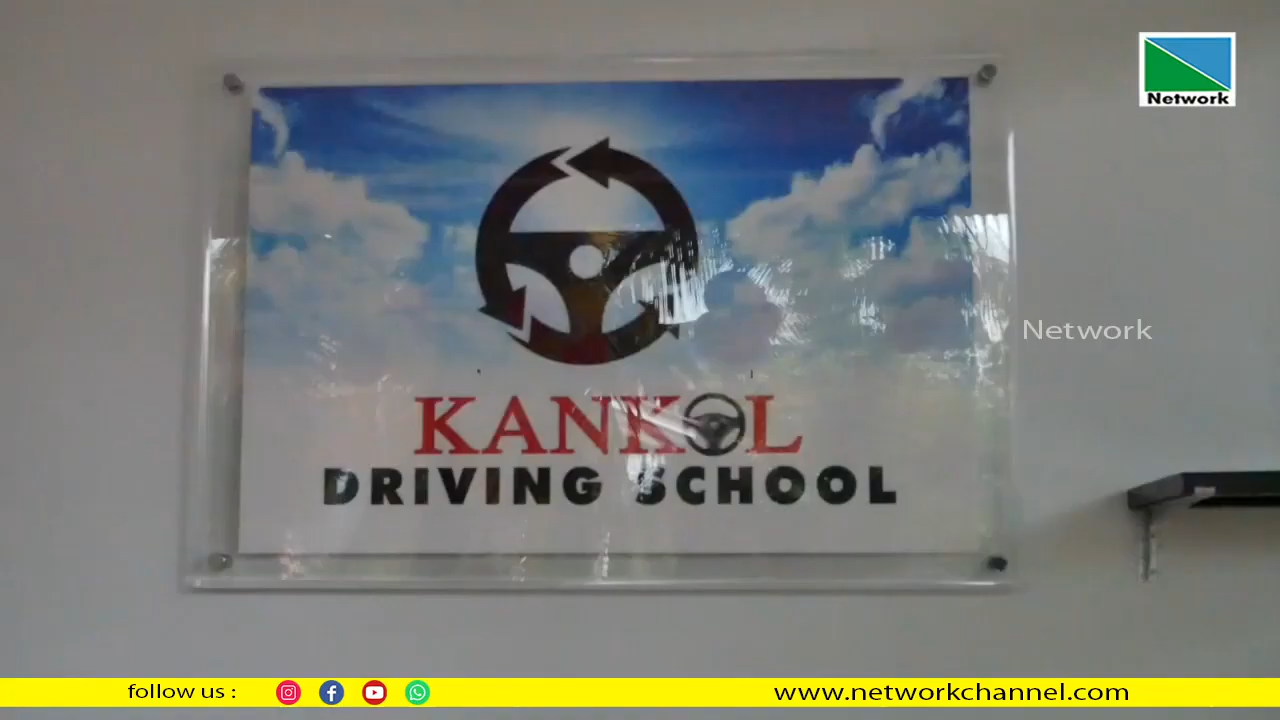 Network
Network
KANKOL
DRIVING SCHOOL
follow us :
www.networkchannel.com